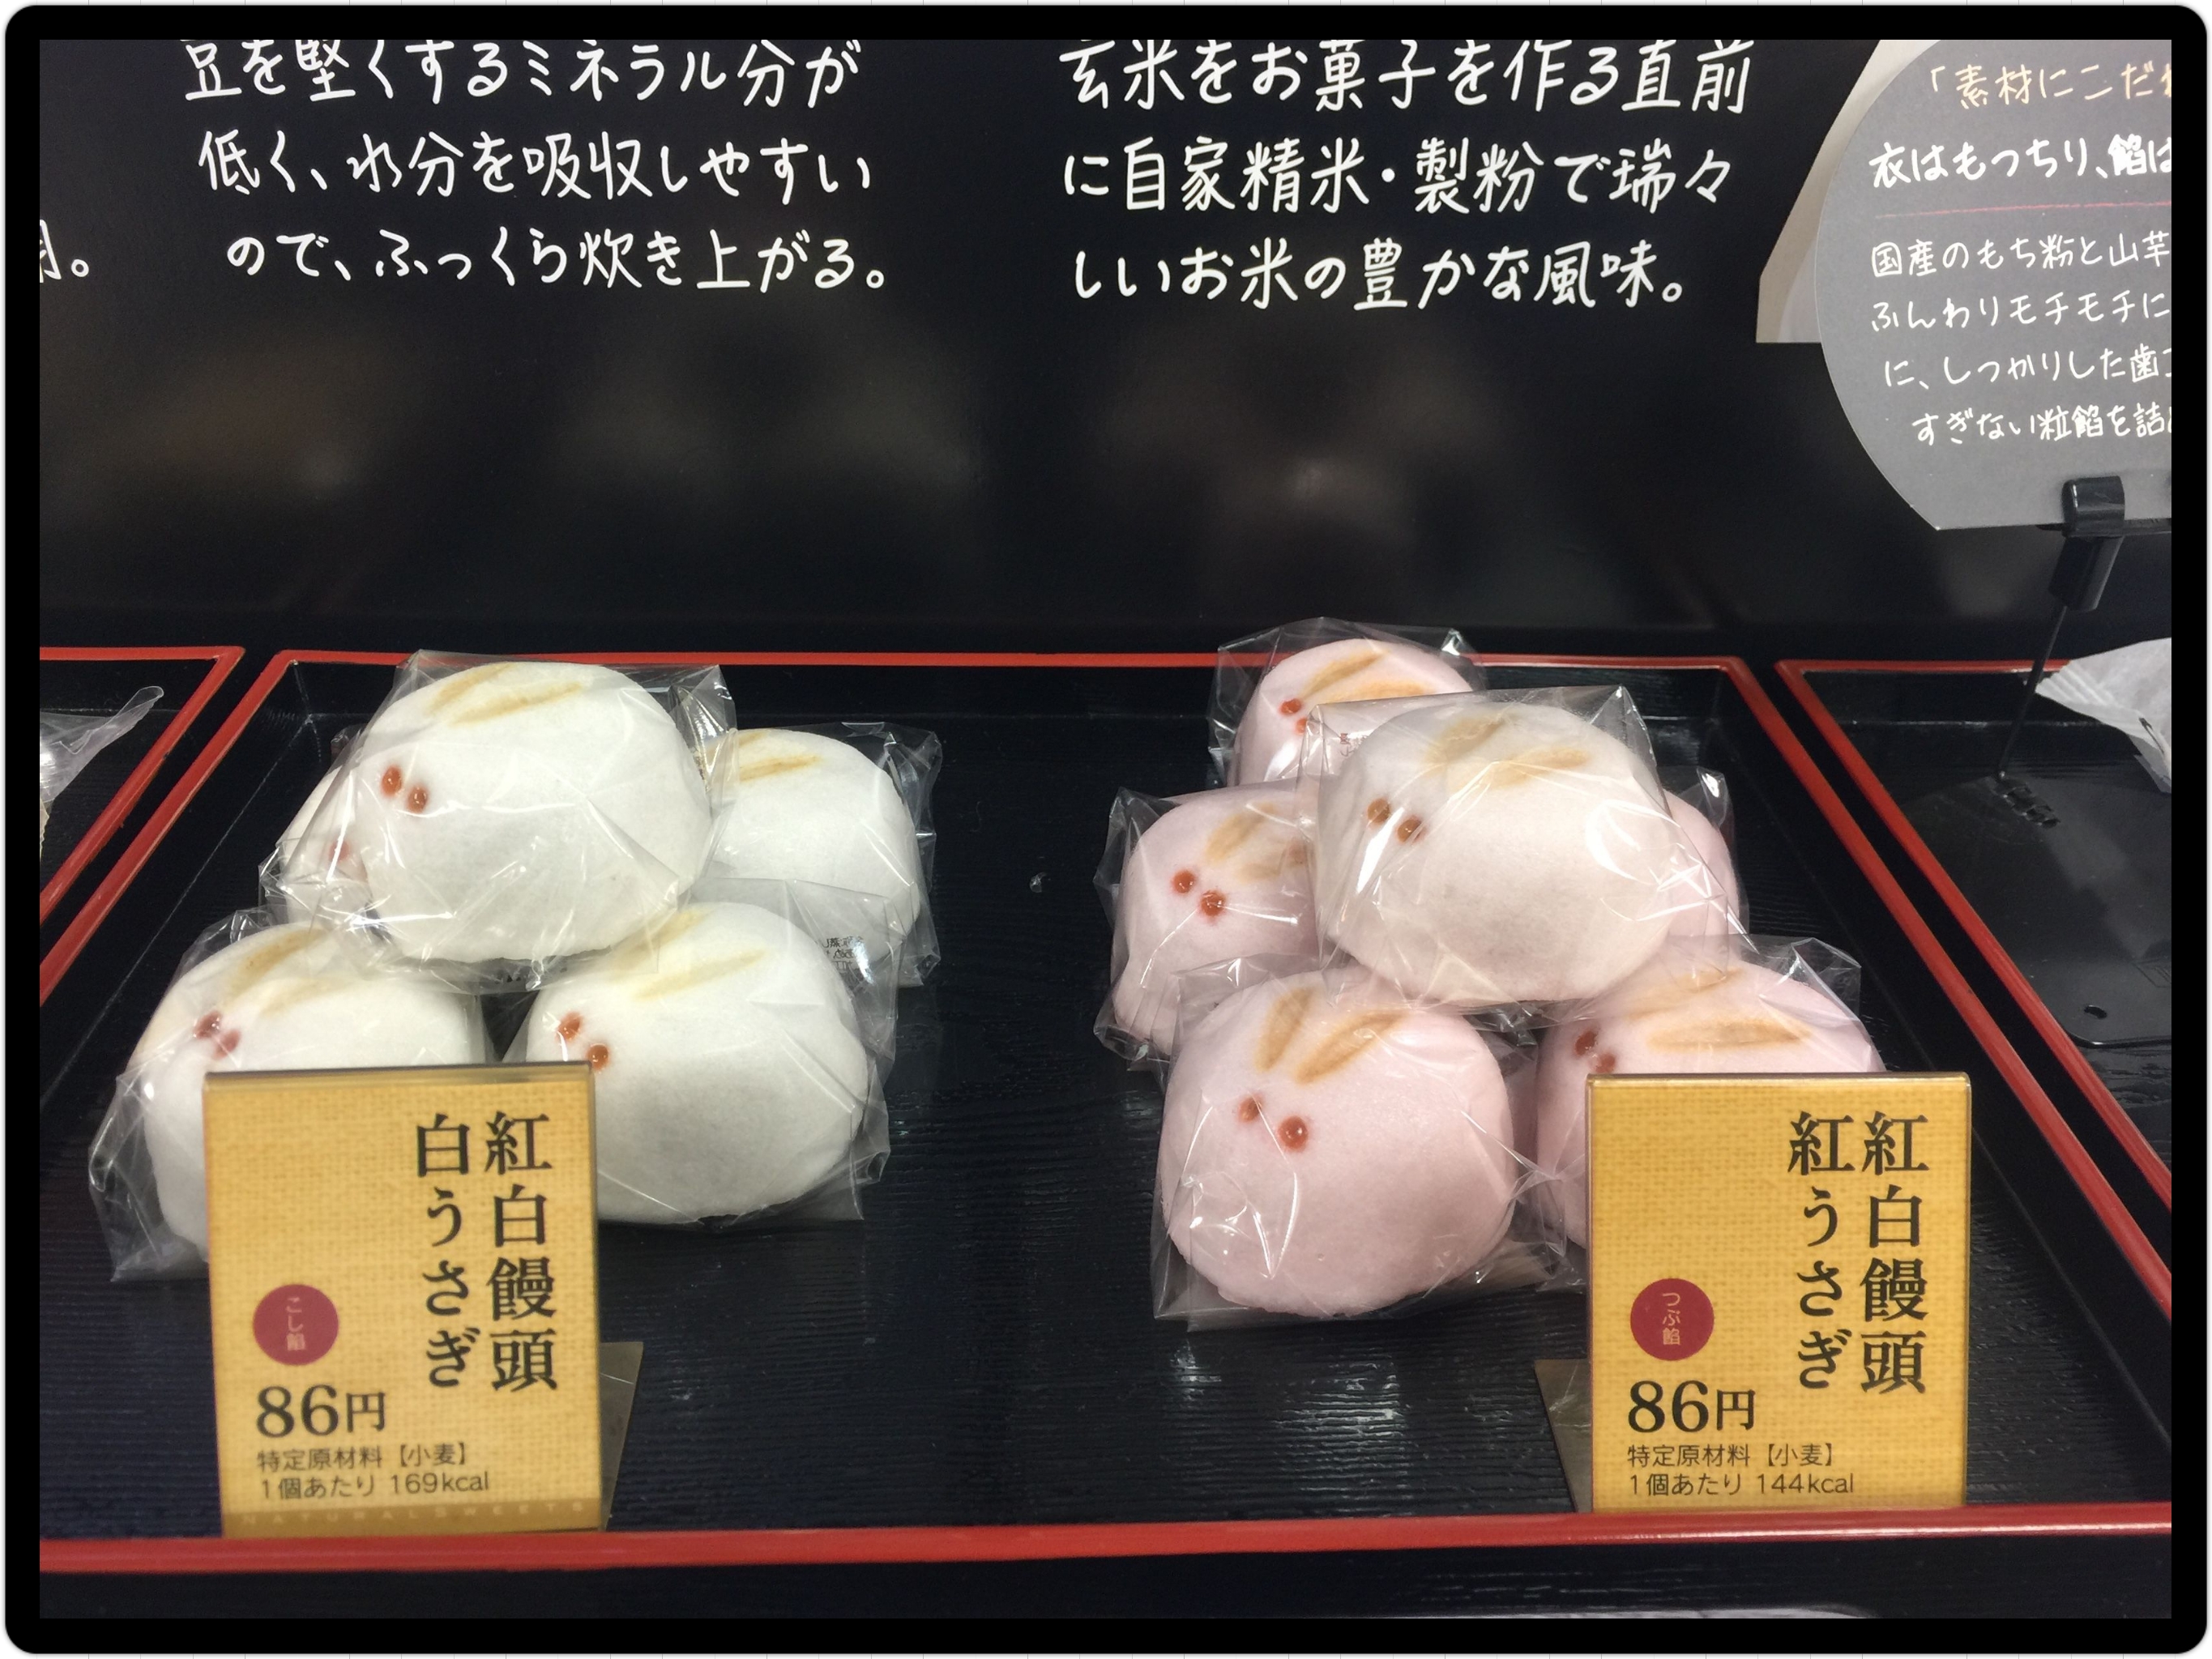 豆を堅くするミネラル分が
低く、水分を吸収しやすい
ので、ふっくら炊き上がる。
玄米をお菓子を作る直前
に自家精米・製粉で瑞々
しいお米の豊かな風味。
「素材にこだ
衣はもっちり、餡は
国産のもち粉と山芋
ふんわりモチモチに
に、しっかりした歯
すぎない粒餡を詰
紅白饅頭
白うさぎ
こし餡
86円
特定原材料【小麦】
1個あたり 169kcal
NATURAL SWEETS
紅白饅頭
紅うさぎ
つぶ餡
86円
特定原材料【小麦】
1個あたり 144kcal